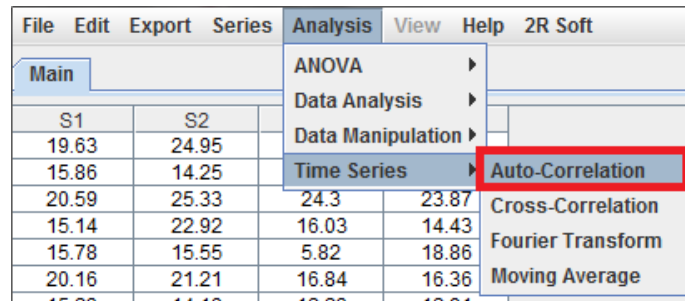 File Edit Export Series Analysis View Help 2R Soft
Main
ANOVA
Data Analysis
Data Manipulation
Time Series
Auto-Correlation
Cross-Correlation
Fourier Transform
Moving Average
S1 S2
19.63 24.95
15.86 14.25
20.59 25.33 24.3 23.87
15.14 22.92 16.03 14.43
15.78 15.55 5.82 18.86
20.16 21.21 16.84 16.36